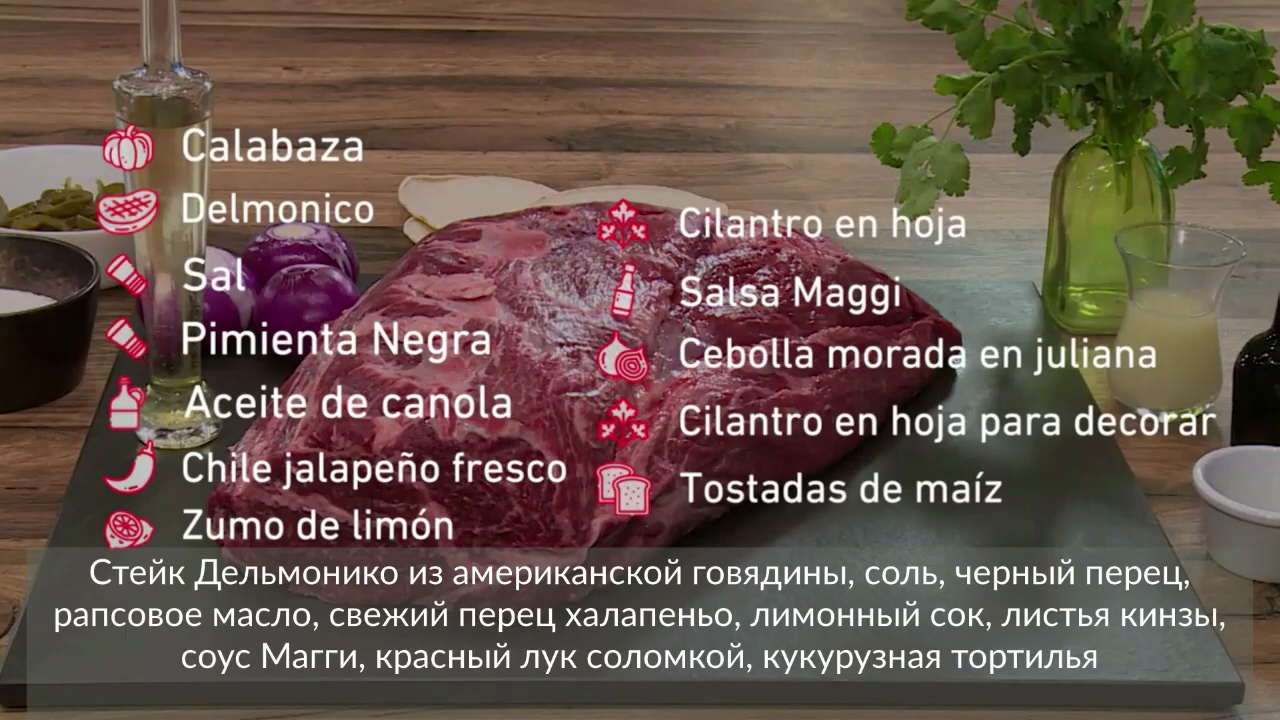 Calabaza
Delmonico
Sal
Pimienta Negra
Aceite de canola
Chile jalapeño fresco
Zumo de limón
Cilantro en hoja
Salsa Maggi
Cebolla morada en juliana
Cilantro en hoja para decorar
Tostadas de maíz
Стейк Дельмонико из американской говядины, соль, черный перец,
рапсовое масло, свежий перец халапеньо, лимонный сок, листья кинзы,
соус Магги, красный лук соломкой, кукурузная тортилья